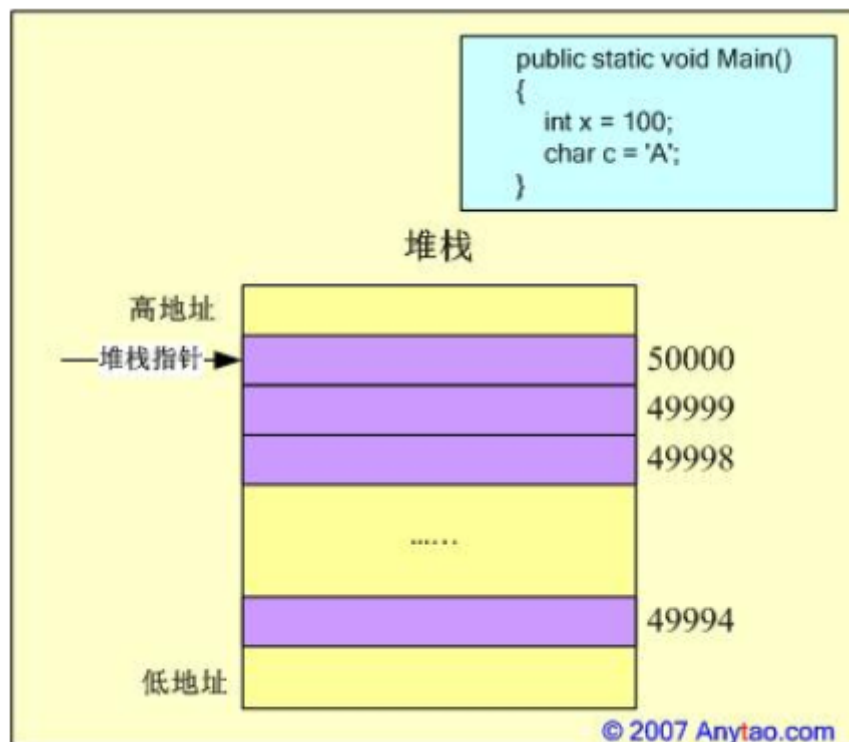 public static void Main()
{
int x = 100;
char c = 'A';
}
堆栈
高地址
堆栈指针
50000
49999
49998
……
49994
低地址
© 2007 Anytao.com